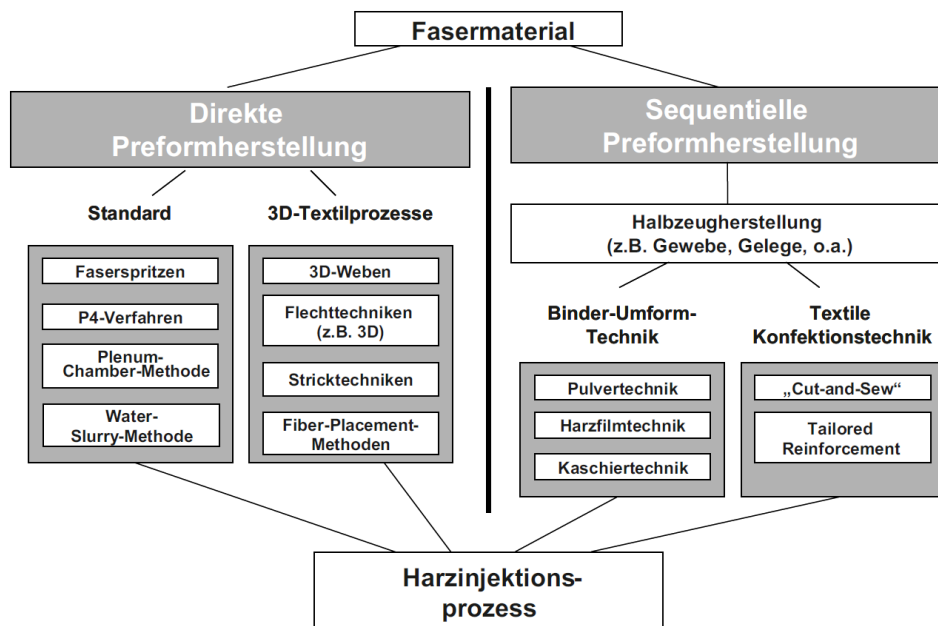 Fasermaterial
Direkte
Preformherstellung
Standard
3D-Textilprozesse
Faserspritzen
P4-Verfahren
Plenum-
Chamber-Methode
Water-
Slurry-Methode
3D-Weben
Flechttechniken
(z.B. 3D)
Stricktechniken
Fiber-Placement-
Methoden
Sequentielle
Preformherstellung
Halbzeugherstellung
(z.B. Gewebe, Gelege, o.a.)
Binder-Umform-
Technik
Pulvertechnik
Harzfilmtechnik
Kaschiertechnik
Textile
Konfektionstechnik
„Cut-and-Sew“
Tailored
Reinforcement
Harzinjektions-
prozess